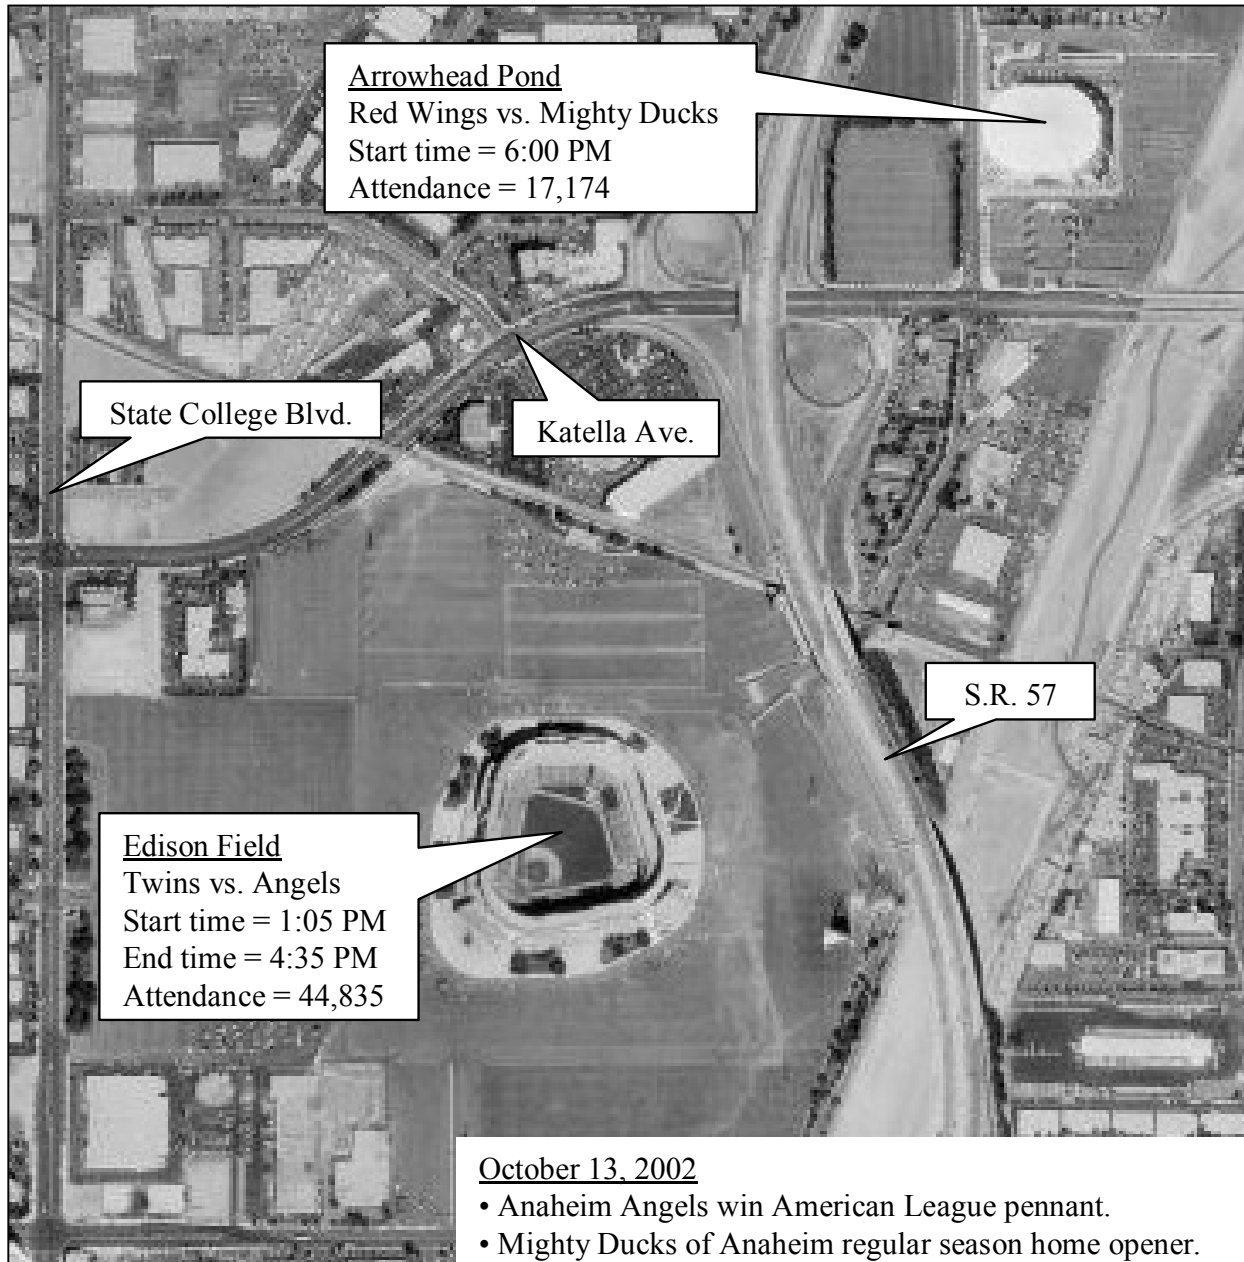 Arrowhead Pond
Red Wings vs. Mighty Ducks
Start time = 6:00 PM
Attendance = 17,174
State College Blvd.
Katella Ave.
S.R. 57
Edison Field
Twins vs. Angels
Start time = 1:05 PM
End time = 4:35 PM
Attendance = 44,835
October 13, 2002
• Anaheim Angels win American League pennant.
• Mighty Ducks of Anaheim regular season home opener.